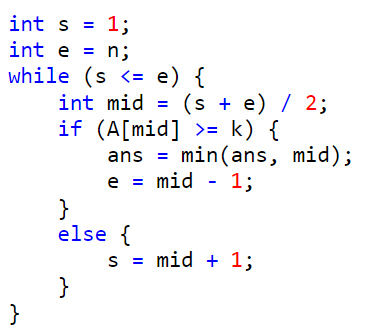 int s = 1;
int e = n;
while (s <= e) {
    int mid = (s + e) / 2;
    if (A[mid] >= k) {
        ans = min(ans, mid);
        e = mid - 1;
    }
    else {
        s = mid + 1;
    }
}